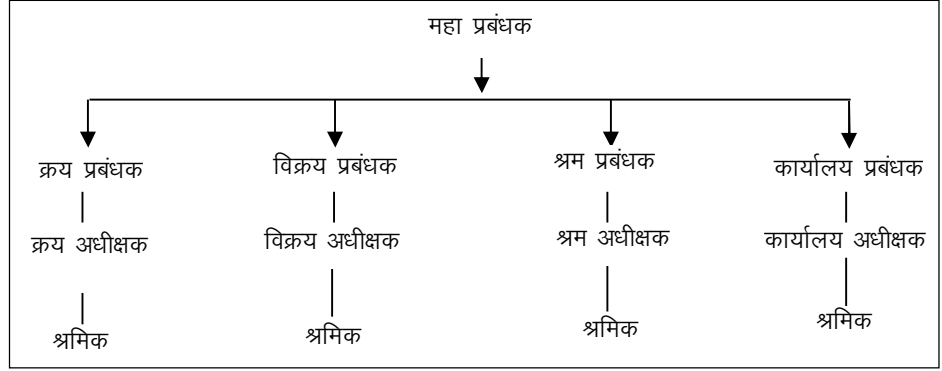 महा प्रबंधक
क्रय प्रबंधक विक्रय प्रबंधक श्रम प्रबंधक कार्यालय प्रबंधक
क्रय अधीक्षक विक्रय अधीक्षक श्रम अधीक्षक कार्यालय अधीक्षक
श्रमिक श्रमिक श्रमिक श्रमिक